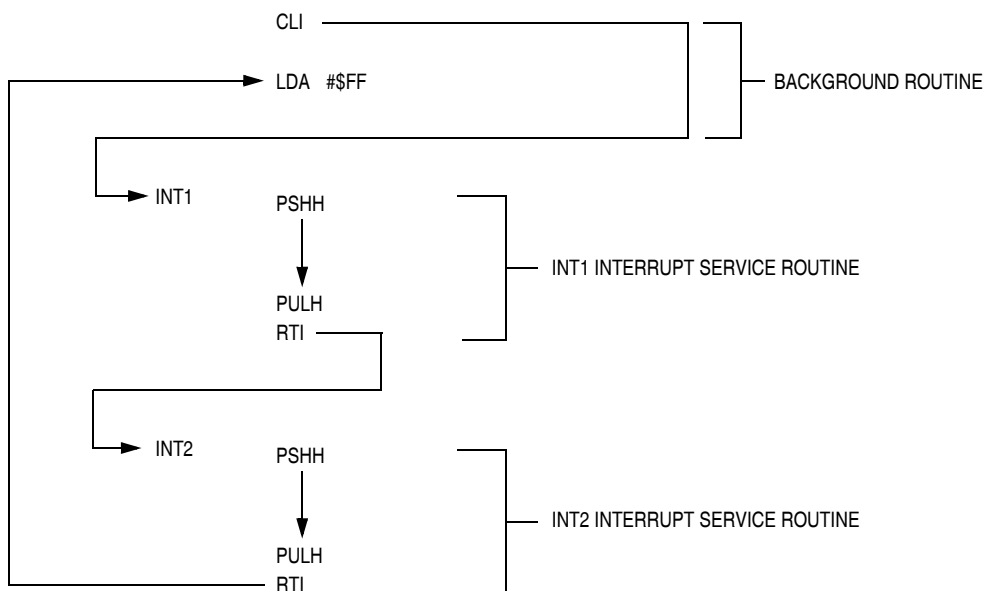 CLI
LDA #$FF
BACKGROUND ROUTINE
INT1
PSHH
INT1 INTERRUPT SERVICE ROUTINE
PULH
RTI
INT2
PSHH
INT2 INTERRUPT SERVICE ROUTINE
PULH
RTI